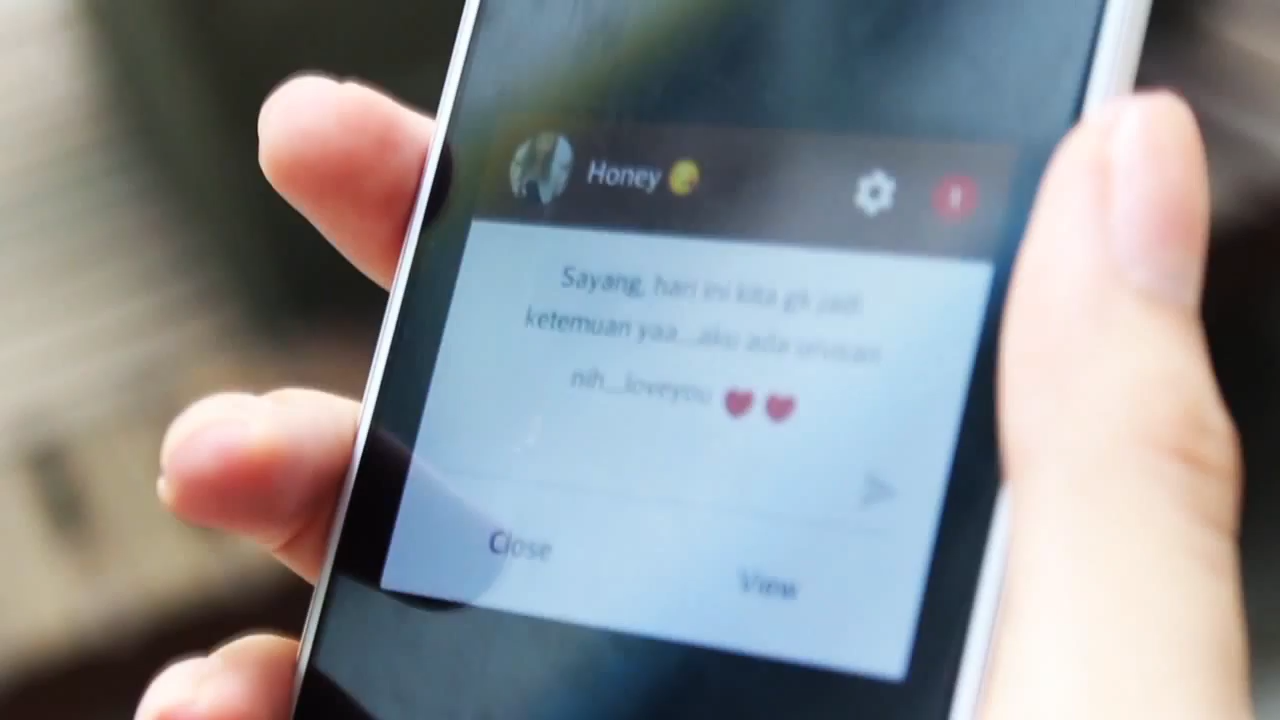 Honey
Sayang, hari ini kita gk jadi
ketemuan yaa...aku ada urusan
nih...loveyou
Close
View